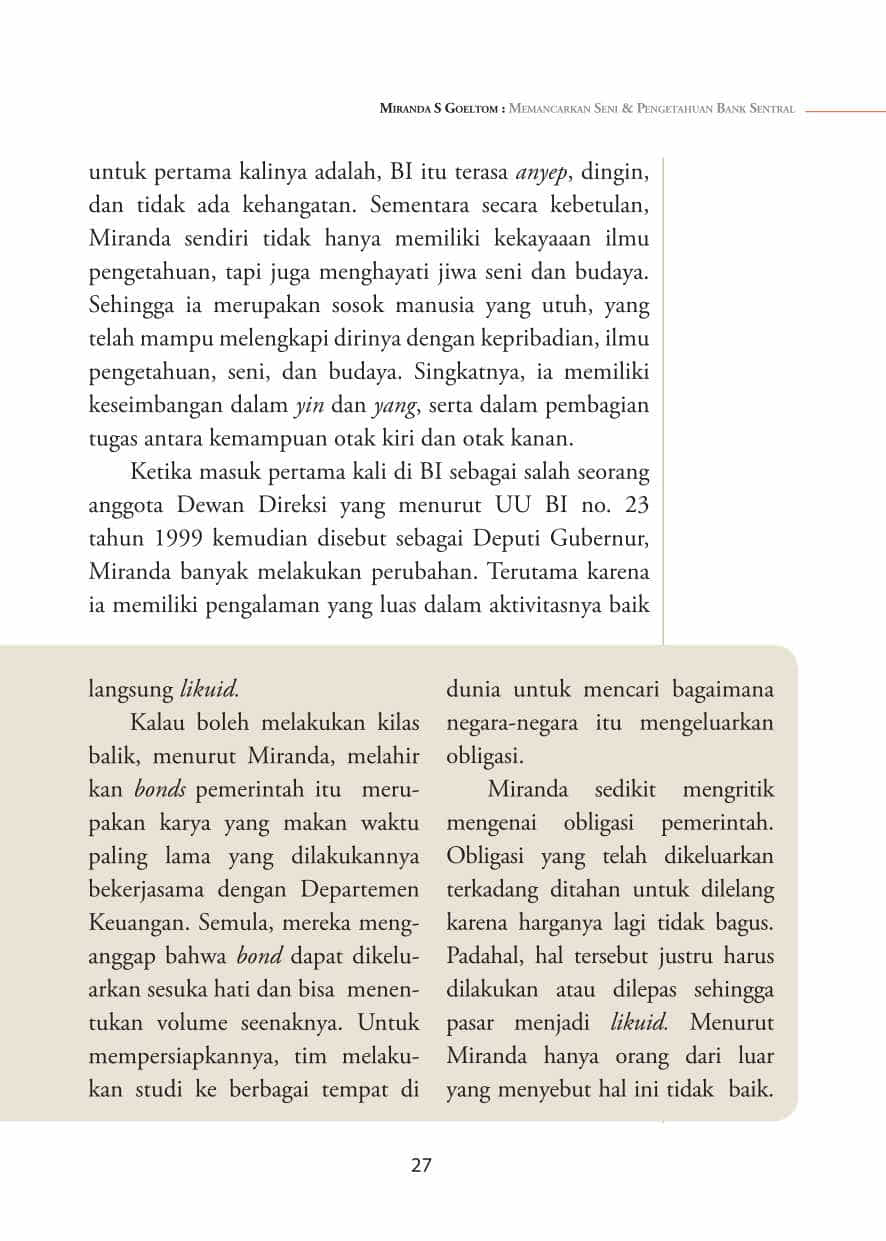 MIRANDA S GOELTOM : MEMANCARKAN SENI & PENGETAHUAN BANK SENTRAL
untuk pertama kalinya adalah, BI itu terasa anyep, dingin,
dan tidak ada kehangatan. Sementara secara kebetulan,
Miranda sendiri tidak hanya memiliki kekayaaan ilmu
pengetahuan, tapi juga menghayati jiwa seni dan budaya.
Sehingga ia merupakan sosok manusia yang utuh, yang
telah mampu melengkapi dirinya dengan kepribadian, ilmu
pengetahuan, seni, dan budaya. Singkatnya, ia memiliki
keseimbangan dalam yin dan yang, serta dalam pembagian
tugas antara kemampuan otak kiri dan otak kanan.
Ketika masuk pertama kali di BI sebagai salah seorang
anggota Dewan Direksi yang menurut UU BI no. 23
tahun 1999 kemudian disebut sebagai Deputi Gubernur,
Miranda banyak melakukan perubahan. Terutama karena
ia memiliki pengalaman yang luas dalam aktivitasnya baik
langsung likuid.
Kalau boleh melakukan kilas
balik, menurut Miranda, melahir
kan bonds pemerintah itu meru-
pakan karya yang makan waktu
paling lama yang dilakukannya
bekerjasama dengan Departemen
Keuangan. Semula, mereka meng-
anggap bahwa bond dapat dikelu-
arkan sesuka hati dan bisa menen-
tukan volume seenaknya. Untuk
mempersiapkannya, tim melaku-
kan studi ke berbagai tempat di
dunia untuk mencari bagaimana
negara-negara itu mengeluarkan
obligasi.
Miranda sedikit mengritik
mengenai obligasi pemerintah.
Obligasi yang telah dikeluarkan
terkadang ditahan untuk dilelang
karena harganya lagi tidak bagus.
Padahal, hal tersebut justru harus
dilakukan atau dilepas sehingga
pasar menjadi likuid. Menurut
Miranda hanya orang dari luar
yang menyebut hal ini tidak baik.
27